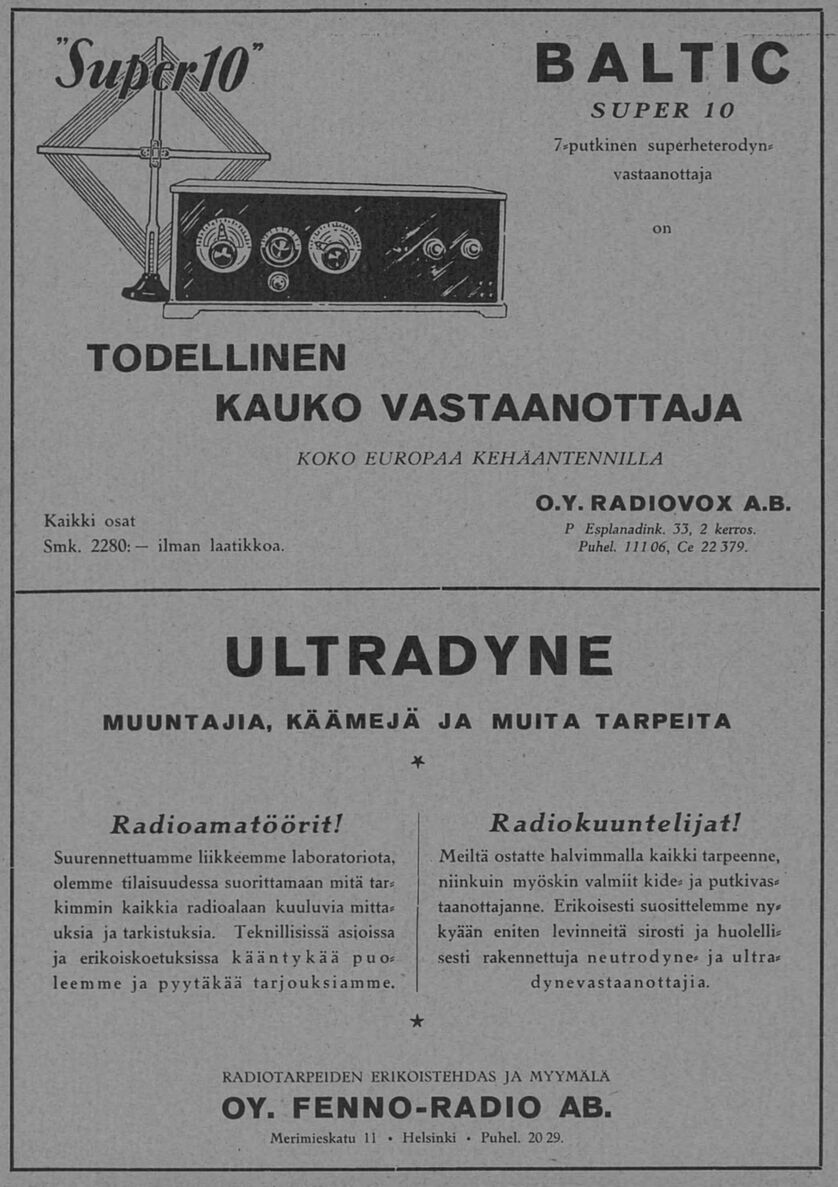 "Super10"
BALTIC
SUPER 10
7=putkinen superheterodyn=
vastaanottaja
on
TODELLINEN
KAUKO VASTAANOTTAJA
KOKO EUROPAA KEHÄANTENNILLA
Kaikki osat
Smk. 2280: — ilman laatikkoa.
O.Y. RADIOVOX A.B.
P Esplanadink. 33, 2 kerros.
Puhel. 111 06, Ce 22 379.
ULTRADYNE
MUUNTAJIA, KÄÄMEJÄ JA MUITA TARPEITA
Radioamatöörit!
Suurennettuamme liikkeemme laboratoriota,
olemme tilaisuudessa suorittamaan mitä tar=
kimmin kaikkia radioalaan kuuluvia mitta=
uksia ja tarkistuksia. Teknillisissä asioissa
ja erikoiskoetuksissa kääntykää puo=
leemme ja pyytäkää tarjouksiamme.
Radiokuuntelijat!
Meiltä ostatte halvimmalla kaikki tarpeenne,
niinkuin myöskin valmiit kide= ja putkivas=
taanottajanne. Erikoisesti suosittelemme ny=
kyään eniten levinneitä sirosti ja huolelli=
sesti rakennettuja neutrodyne= ja ultra=
dynevastaanottajia.
RADIOTARPEIDEN ERIKOISTEHDAS JA MYYMÄLÄ
OY. FENNO-RADIO AB.
Merimieskatu 11 • Helsinki • Puhel. 20 29.